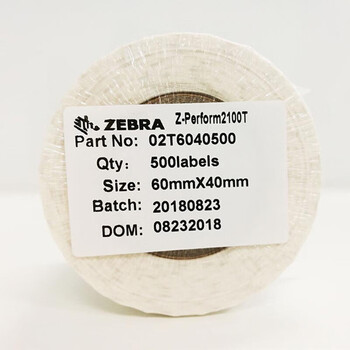 ZEBRA Z-Perform2100T
Part No: 02T6040500
Qty: 500labels
Size: 60mmX40mm
Batch: 20180823
DOM: 08232018